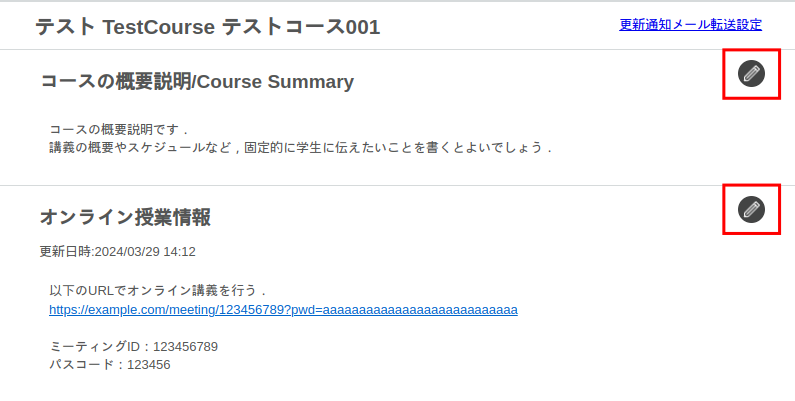 テスト TestCourse テストコース001
更新通知メール転送設定
コースの概要説明/Course Summary
コースの概要説明です．
講義の概要やスケジュールなど，固定的に学生に伝えたいことを書くとよいでしょう．
オンライン授業情報
更新日時:2024/03/29 14:12
以下のURLでオンライン講義を行う．
https://example.com/meeting/123456789?pwd=aaaaaaaaaaaaaaaaaaaaaaaaaaa
ミーティングID：123456789
パスコード：123456